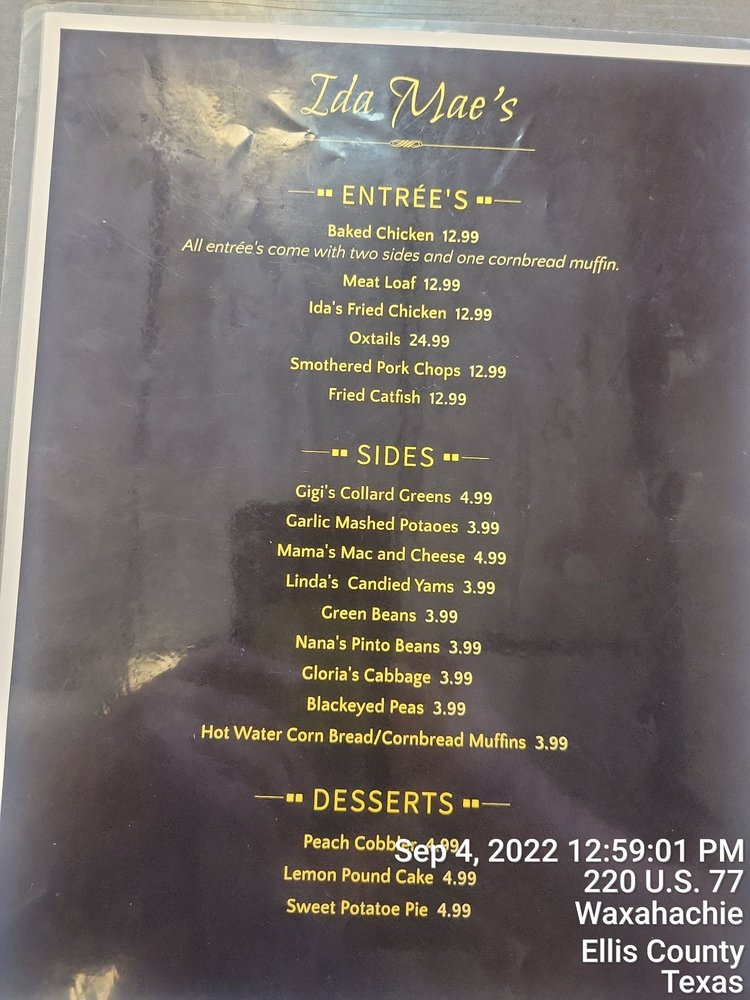 Ida Mae's
ENTRÉE'S
Baked Chicken 12.99
All entrée's come with two sides and one cornbread muffin.
Meat Loaf 12.99
Ida's Fried Chicken 12.99
Oxtails 24.99
Smothered Pork Chops 12.99
Fried Catfish 12.99
SIDES
Gigi's Collard Greens 4.99
Garlic Mashed Potaoes 3.99
Mama's Mac and Cheese 4.99
Linda's Candied Yams 3.99
Green Beans 3.99
Nana's Pinto Beans 3.99
Gloria's Cabbage 3.99
Blackeyed Peas 3.99
Hot Water Corn Bread/Cornbread Muffins 3.99
DESSERTS
Peach Cobbler 4.99
Lemon Pound Cake 4.99
Sweet Potatoe Pie 4.99
Sep 4, 2022 12:59:01 PM
220 U.S. 77
Waxahachie
Ellis County
Texas